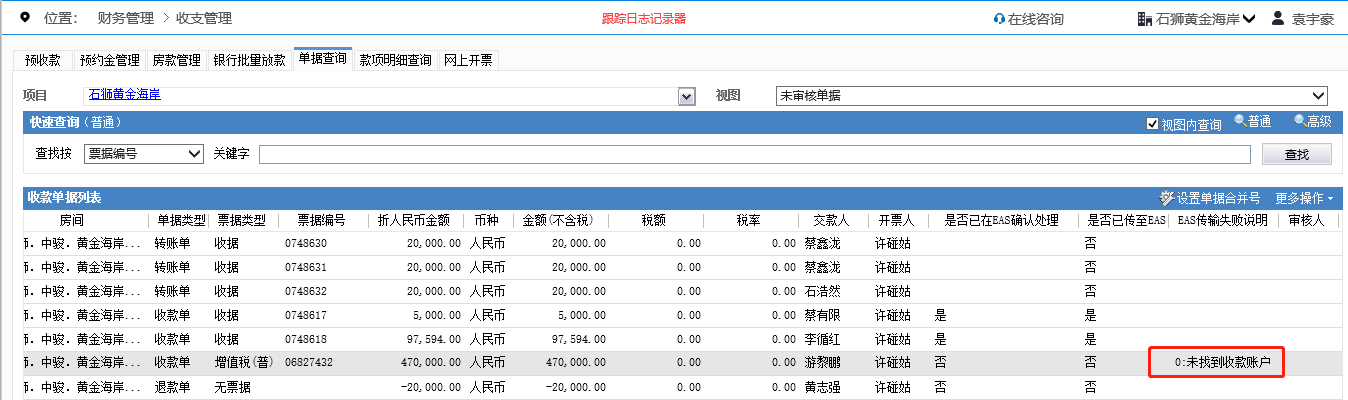 位置： 财务管理 > 收支管理 跟踪日志记录器 在线咨询 石狮黄金海岸 袁宇豪
预收款 预约金管理 房款管理 银行批量放款 单据查询 款项明细查询 网上开票
项目 石狮黄金海岸 视图 未审核单据
快速查询（普通） 视图内查询 普通 高级
查找按 票据编号 关键字 查找
收款单据列表 设置单据合并号 更多操作
房间 单据类型 票据类型 票据编号 折人民币金额 币种 金额(不含税) 税额 税率 交款人 开票人 是否已在EAS确认处理 是否已传至EAS EAS传输失败说明 审核人
狮. 中骏. 黄金海岸... 转账单 收据 0748630 20,000.00 人民币 20,000.00 0.00 0.00 蔡鑫泷 许碰姑 否
狮. 中骏. 黄金海岸... 转账单 收据 0748631 20,000.00 人民币 20,000.00 0.00 0.00 蔡鑫泷 许碰姑 否
狮. 中骏. 黄金海岸... 转账单 收据 0748632 20,000.00 人民币 20,000.00 0.00 0.00 石浩然 许碰姑 否
狮. 中骏. 黄金海岸... 收款单 收据 0748617 5,000.00 人民币 5,000.00 0.00 0.00 蔡有限 许碰姑 是 是
狮. 中骏. 黄金海岸... 收款单 收据 0748618 97,594.00 人民币 97,594.00 0.00 0.00 李循红 许碰姑 是 是
狮. 中骏. 黄金海岸... 收款单 增值税(普) 06827432 470,000.00 人民币 470,000.00 0.00 0.00 游黎鹏 许碰姑 否 否 0:未找到收款账户
狮. 中骏. 黄金海岸... 退款单 无票据 -20,000.00 人民币 -20,000.00 0.00 0.00 黄志强 许碰姑 否 否